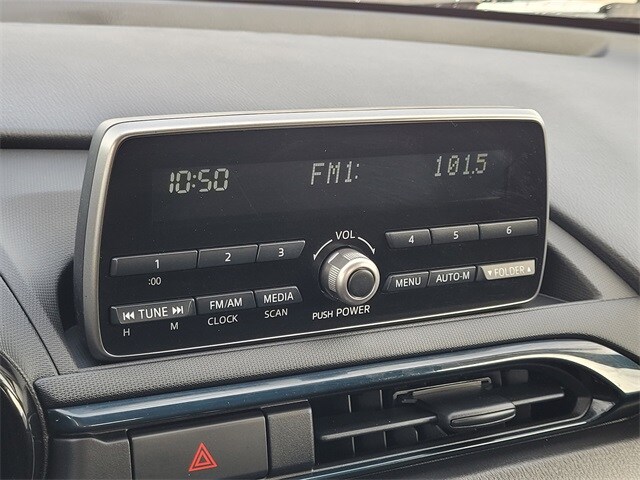 10:50 FM1: 101.5
VOL
1 2 3 4 5 6
:00
⏮ TUNE ⏭ FM/AM MEDIA MENU AUTO-M ▼ FOLDER ▲
H M CLOCK SCAN PUSH POWER